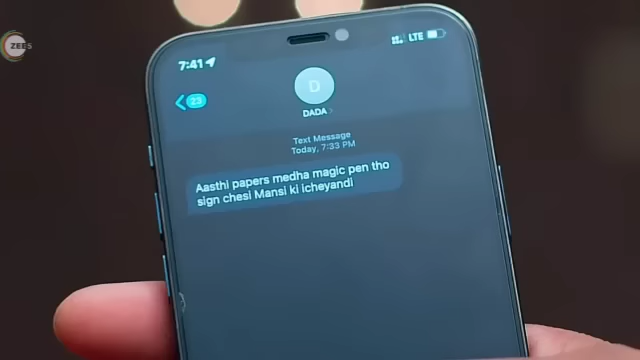 ZEE5
7:41
LTE
23
D
DADA
Text Message
Today, 7:33 PM
Aasthi papers medha magic pen tho
sign chesi Mansi ki icheyandi